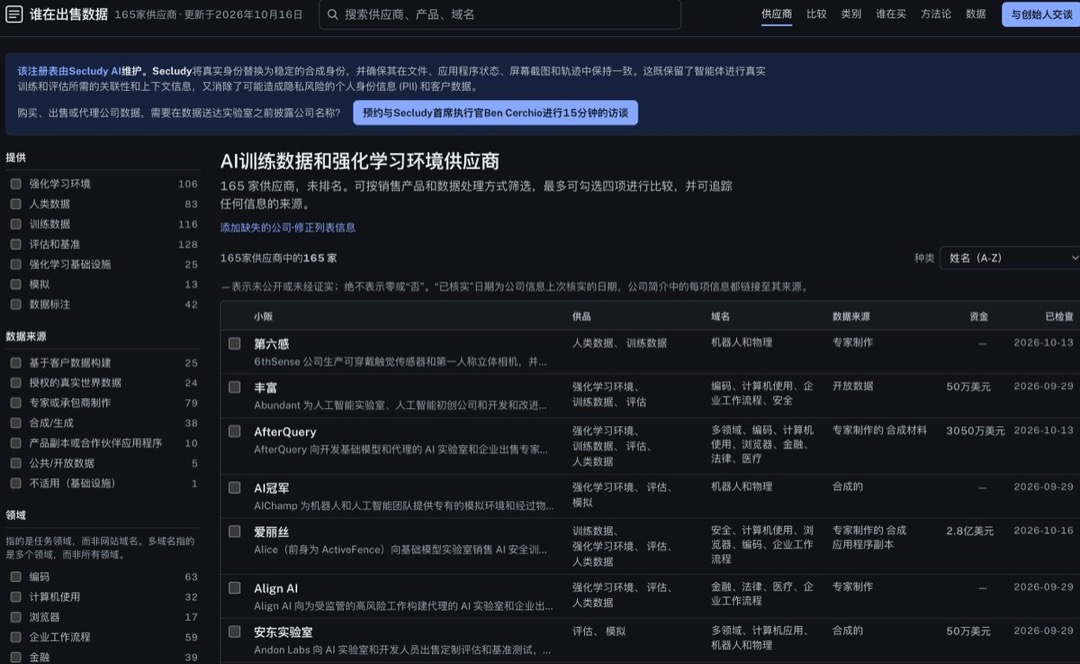 谁在出售数据 165家供应商 · 更新于2026年10月16日 搜索供应商、产品、域名 供应商 比较 类别 谁在买 方法论 数据 与创始人交谈
该注册表由Secludy AI维护。Secludy将真实身份替换为稳定的合成身份，并确保其在文件、应用程序状态、屏幕截图和轨迹中保持一致。这既保留了智能体进行真实
训练和评估所需的关联性和上下文信息，又消除了可能造成隐私风险的个人身份信息 (PII) 和客户数据。
购买、出售或代理公司数据，需要在数据送达实验室之前披露公司名称？ 预约与Secludy首席执行官Ben Cerchio进行15分钟的访谈
提供
强化学习环境 106
人类数据 83
训练数据 116
评估和基准 128
强化学习基础设施 25
模拟 13
数据标注 42
数据来源
基于客户数据构建 25
授权的真实世界数据 24
专家或承包商制作 79
合成/生成 38
产品副本或合作伙伴应用程序 10
公共/开放数据 5
不适用（基础设施） 1
领域
指的是任务领域，而非网站域名。多域名指的
是多个领域，而非所有领域。
编码 63
计算机使用 32
浏览器 17
企业工作流程 59
金融 39
AI训练数据和强化学习环境供应商
165 家供应商，未排名。可按销售产品和数据处理方式筛选，最多可勾选四项进行比较，并可追踪
任何信息的来源。
添加缺失的公司·修正列表信息
165家供应商中的165 家 种类 姓名（A-Z）
—表示未公开或未经证实；绝不表示零或“否”。“已核实”日期为公司信息上次核实的日期，公司简介中的每项信息都链接至其来源。
小贩 供品 域名 数据来源 资金 已检查
第六感 人类数据、训练数据 机器人和物理 专家制作 — 2026-10-13
6thSense 公司生产可穿戴触觉传感器和第一人称立体相机，并...
丰富 强化学习环境、 编码、计算机使用、企 开放数据 50万美元 2026-09-29
Abundant 为人工智能实验室、人工智能初创公司和开发和改进... 训练数据、评估 业工作流程、安全
AfterQuery 强化学习环境、 多领域、编码、计算机 专家制作的 合成材料 3050万美元 2026-10-13
AfterQuery 向开发基础模型和代理的 AI 实验室和企业出售专家... 训练数据、评估、 使用、浏览器、金融、
人类数据 法律、医疗
AI冠军 强化学习环境、评估、 机器人和物理 合成的 — 2026-09-29
AIChamp 为机器人和人工智能团队提供专有的模拟环境和经过物... 模拟
爱丽丝 训练数据、 安全、计算机使用、浏 专家制作的 合成 2.8亿美元 2026-10-16
Alice（前身为 ActiveFence）向基础模型实验室销售 AI 安全训... 强化学习环境、评估、 览器、编码、企业工作 应用程序副本
人类数据 流程
Align AI 强化学习环境、评估、 金融、法律、医疗、企 专家制作 — 2026-09-29
Align AI 向为受监管的高风险工作构建代理的 AI 实验室和企业出... 人类数据 业工作流程
安东实验室 评估、模拟 多领域、计算机应用、 合成的 50万美元 2026-09-29
Andon Labs 向 AI 实验室和开发人员出售定制评估和基准测试，... 机器人和物理